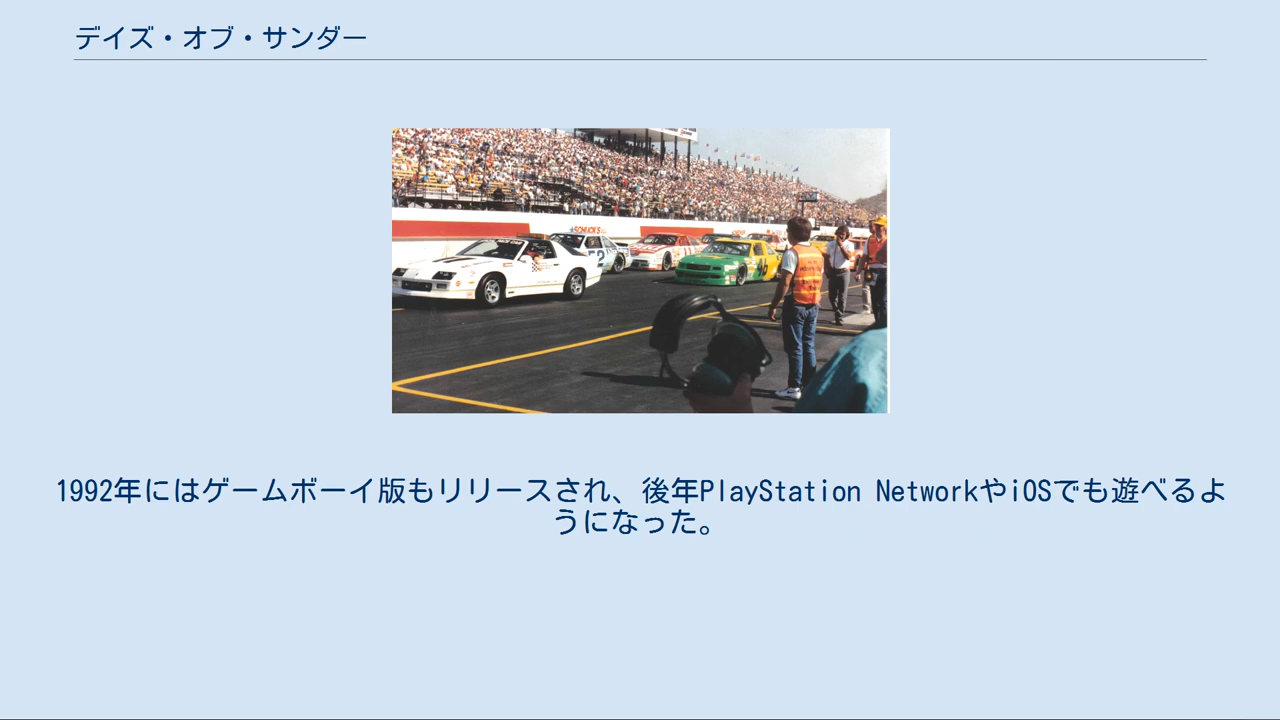 デイズ・オブ・サンダー
SCHUCK'S
46
1992年にはゲームボーイ版もリリースされ、後年PlayStation NetworkやiOSでも遊べるよ
うになった。